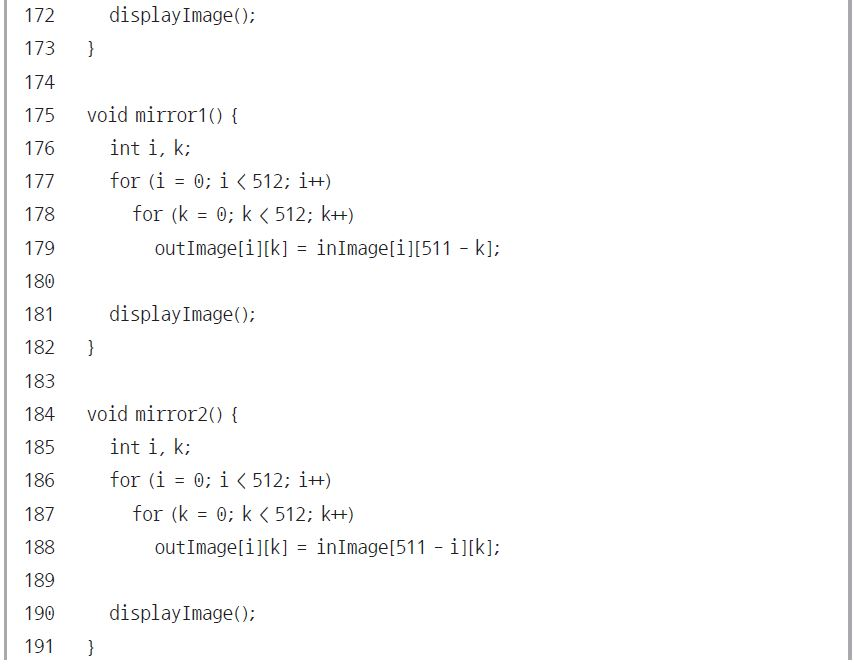 172 displayImage();
173 }
174
175 void mirror1() {
176 int i, k;
177 for (i = 0; i < 512; i++)
178 for (k = 0; k < 512; k++)
179 outImage[i][k] = inImage[i][511 - k];
180
181 displayImage();
182 }
183
184 void mirror2() {
185 int i, k;
186 for (i = 0; i < 512; i++)
187 for (k = 0; k < 512; k++)
188 outImage[i][k] = inImage[511 - i][k];
189
190 displayImage();
191 }